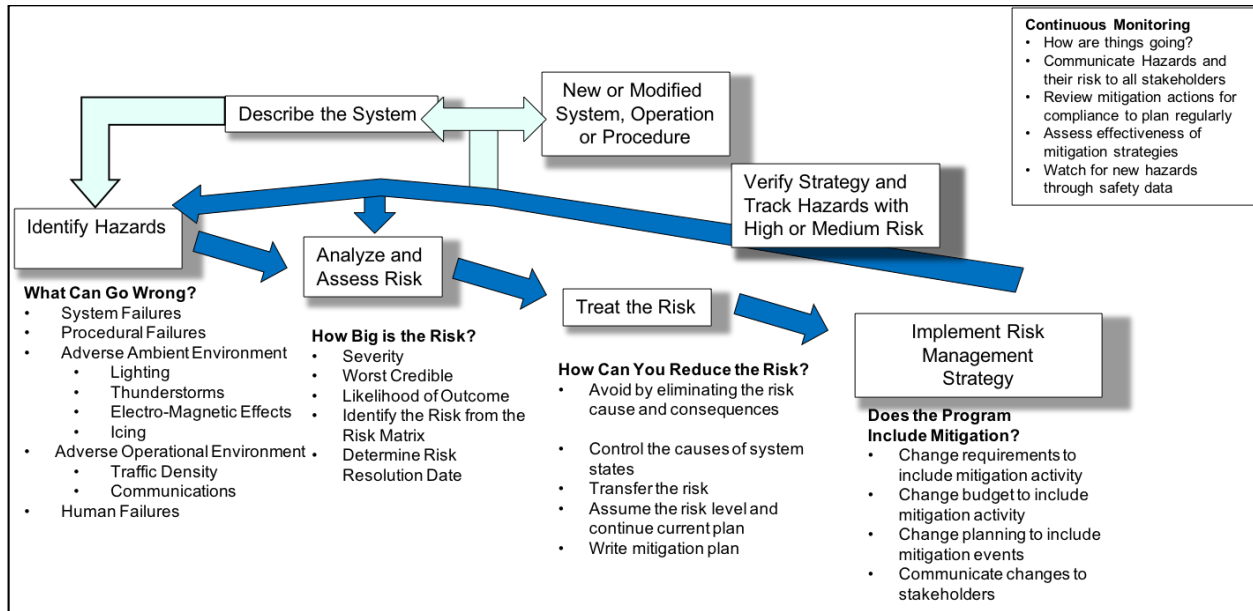 Continuous Monitoring
• How are things going?
• Communicate Hazards and
their risk to all stakeholders
• Review mitigation actions for
compliance to plan regularly
• Assess effectiveness of
mitigation strategies
• Watch for new hazards
through safety data
New or Modified
System, Operation
or Procedure
Describe the System
Verify Strategy and
Track Hazards with
High or Medium Risk
Identify Hazards
What Can Go Wrong?
• System Failures
• Procedural Failures
• Adverse Ambient Environment
• Lighting
• Thunderstorms
• Electro-Magnetic Effects
• Icing
• Adverse Operational Environment
• Traffic Density
• Communications
• Human Failures
Analyze and
Assess Risk
How Big is the Risk?
• Severity
• Worst Credible
• Likelihood of Outcome
• Identify the Risk from the
Risk Matrix
• Determine Risk
Resolution Date
Treat the Risk
How Can You Reduce the Risk?
• Avoid by eliminating the risk
cause and consequences
• Control the causes of system
states
• Transfer the risk
• Assume the risk level and
continue current plan
• Write mitigation plan
Implement Risk
Management
Strategy
Does the Program
Include Mitigation?
• Change requirements to
include mitigation activity
• Change budget to include
mitigation activity
• Change planning to include
mitigation events
• Communicate changes to
stakeholders